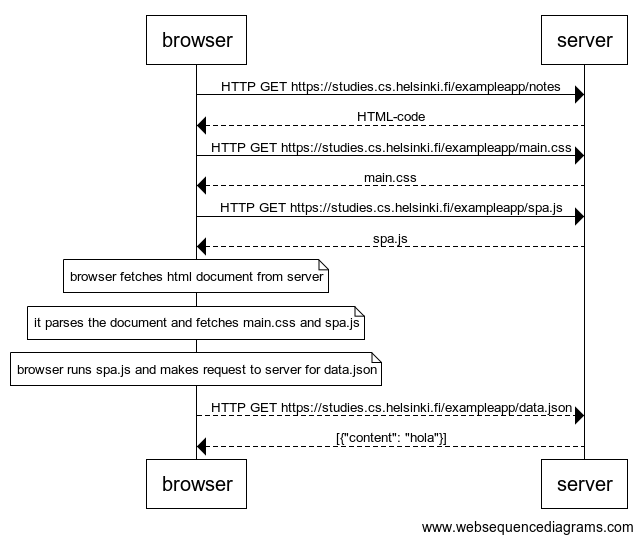 browser
server
HTTP GET https://studies.cs.helsinki.fi/exampleapp/notes
HTML-code
HTTP GET https://studies.cs.helsinki.fi/exampleapp/main.css
main.css
HTTP GET https://studies.cs.helsinki.fi/exampleapp/spa.js
spa.js
browser fetches html document from server
it parses the document and fetches main.css and spa.js
browser runs spa.js and makes request to server for data.json
HTTP GET https://studies.cs.helsinki.fi/exampleapp/data.json
[{"content": "hola"}]
browser
server
www.websequencediagrams.com